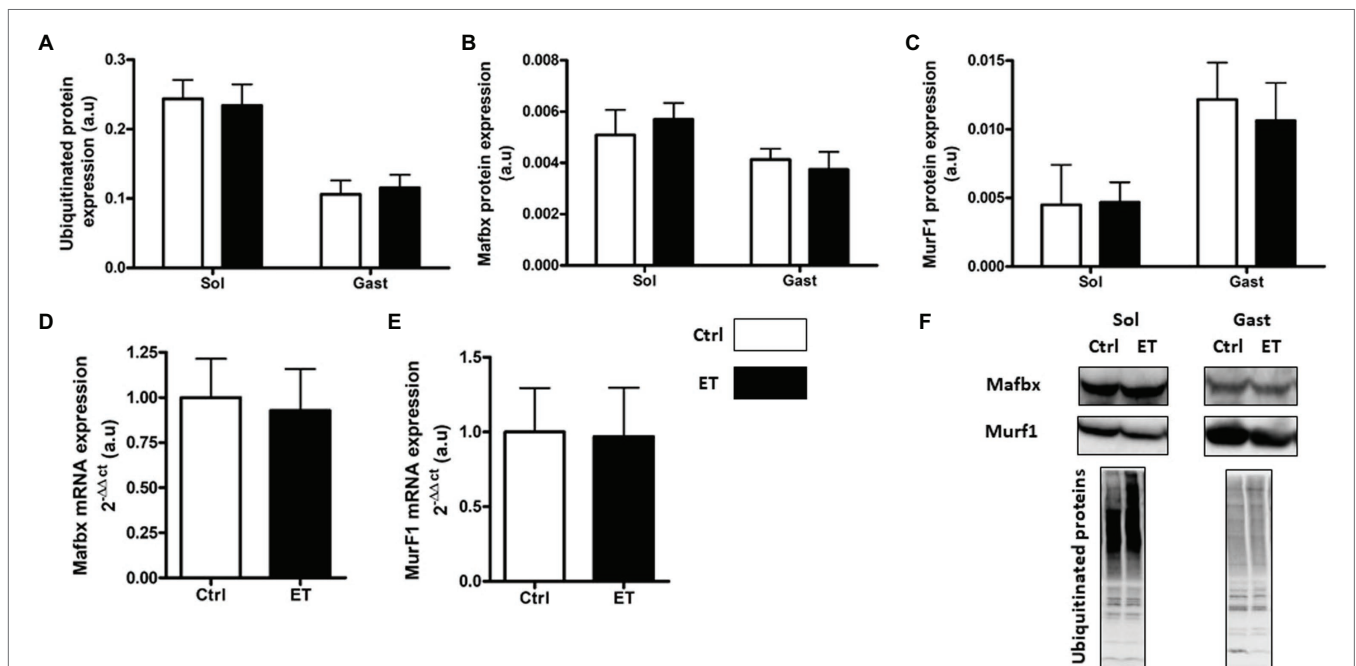 A
Ubiquitinated protein
expression (a.u)
0.3
0.2
0.1
0.0
Sol
Gast
B
Mafbx protein expression
(a.u)
0.008
0.006
0.004
0.002
0.000
Sol
Gast
C
MurF1 protein expression
(a.u)
0.015
0.010
0.005
0.000
Sol
Gast
D
Mafbx mRNA expression
2^-ΔΔct (a.u)
1.25
1.00
0.75
0.50
0.25
0.00
Ctrl
ET
E
MurF1 mRNA expression
2^-ΔΔct (a.u)
1.5
1.0
0.5
0.0
Ctrl
ET
Ctrl
ET
F
Sol Gast
Ctrl ET Ctrl ET
Mafbx
Murf1
Ubiquitinated proteins